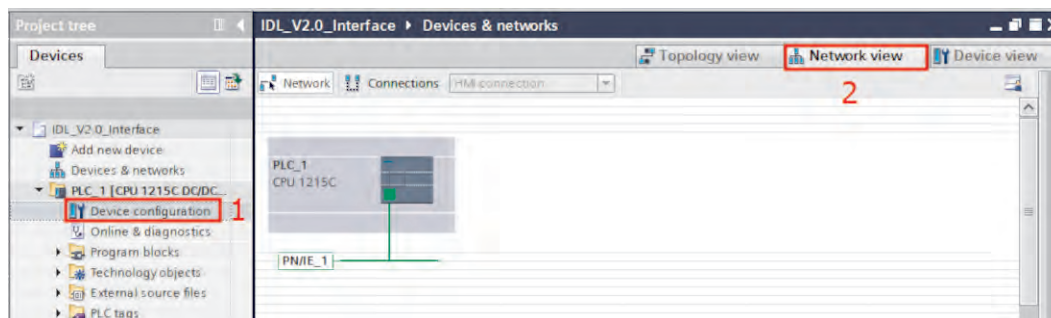 Project tree
IDL_V2.0_Interface ▸ Devices & networks
Devices
Topology view
Network view
Device view
2
Network
Connections
HMI connection
IDL_V2.0_Interface
Add new device
Devices & networks
PLC_1 [CPU 1215C DC/DC...
Device configuration
1
Online & diagnostics
Program blocks
Technology objects
External source files
PLC tags
PLC_1
CPU 1215C
PN/IE_1